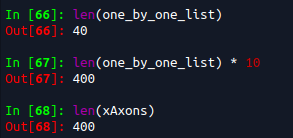 In [66]: len(one_by_one_list)
Out[66]: 40
In [67]: len(one_by_one_list) * 10
Out[67]: 400
In [68]: len(xAxons)
Out[68]: 400